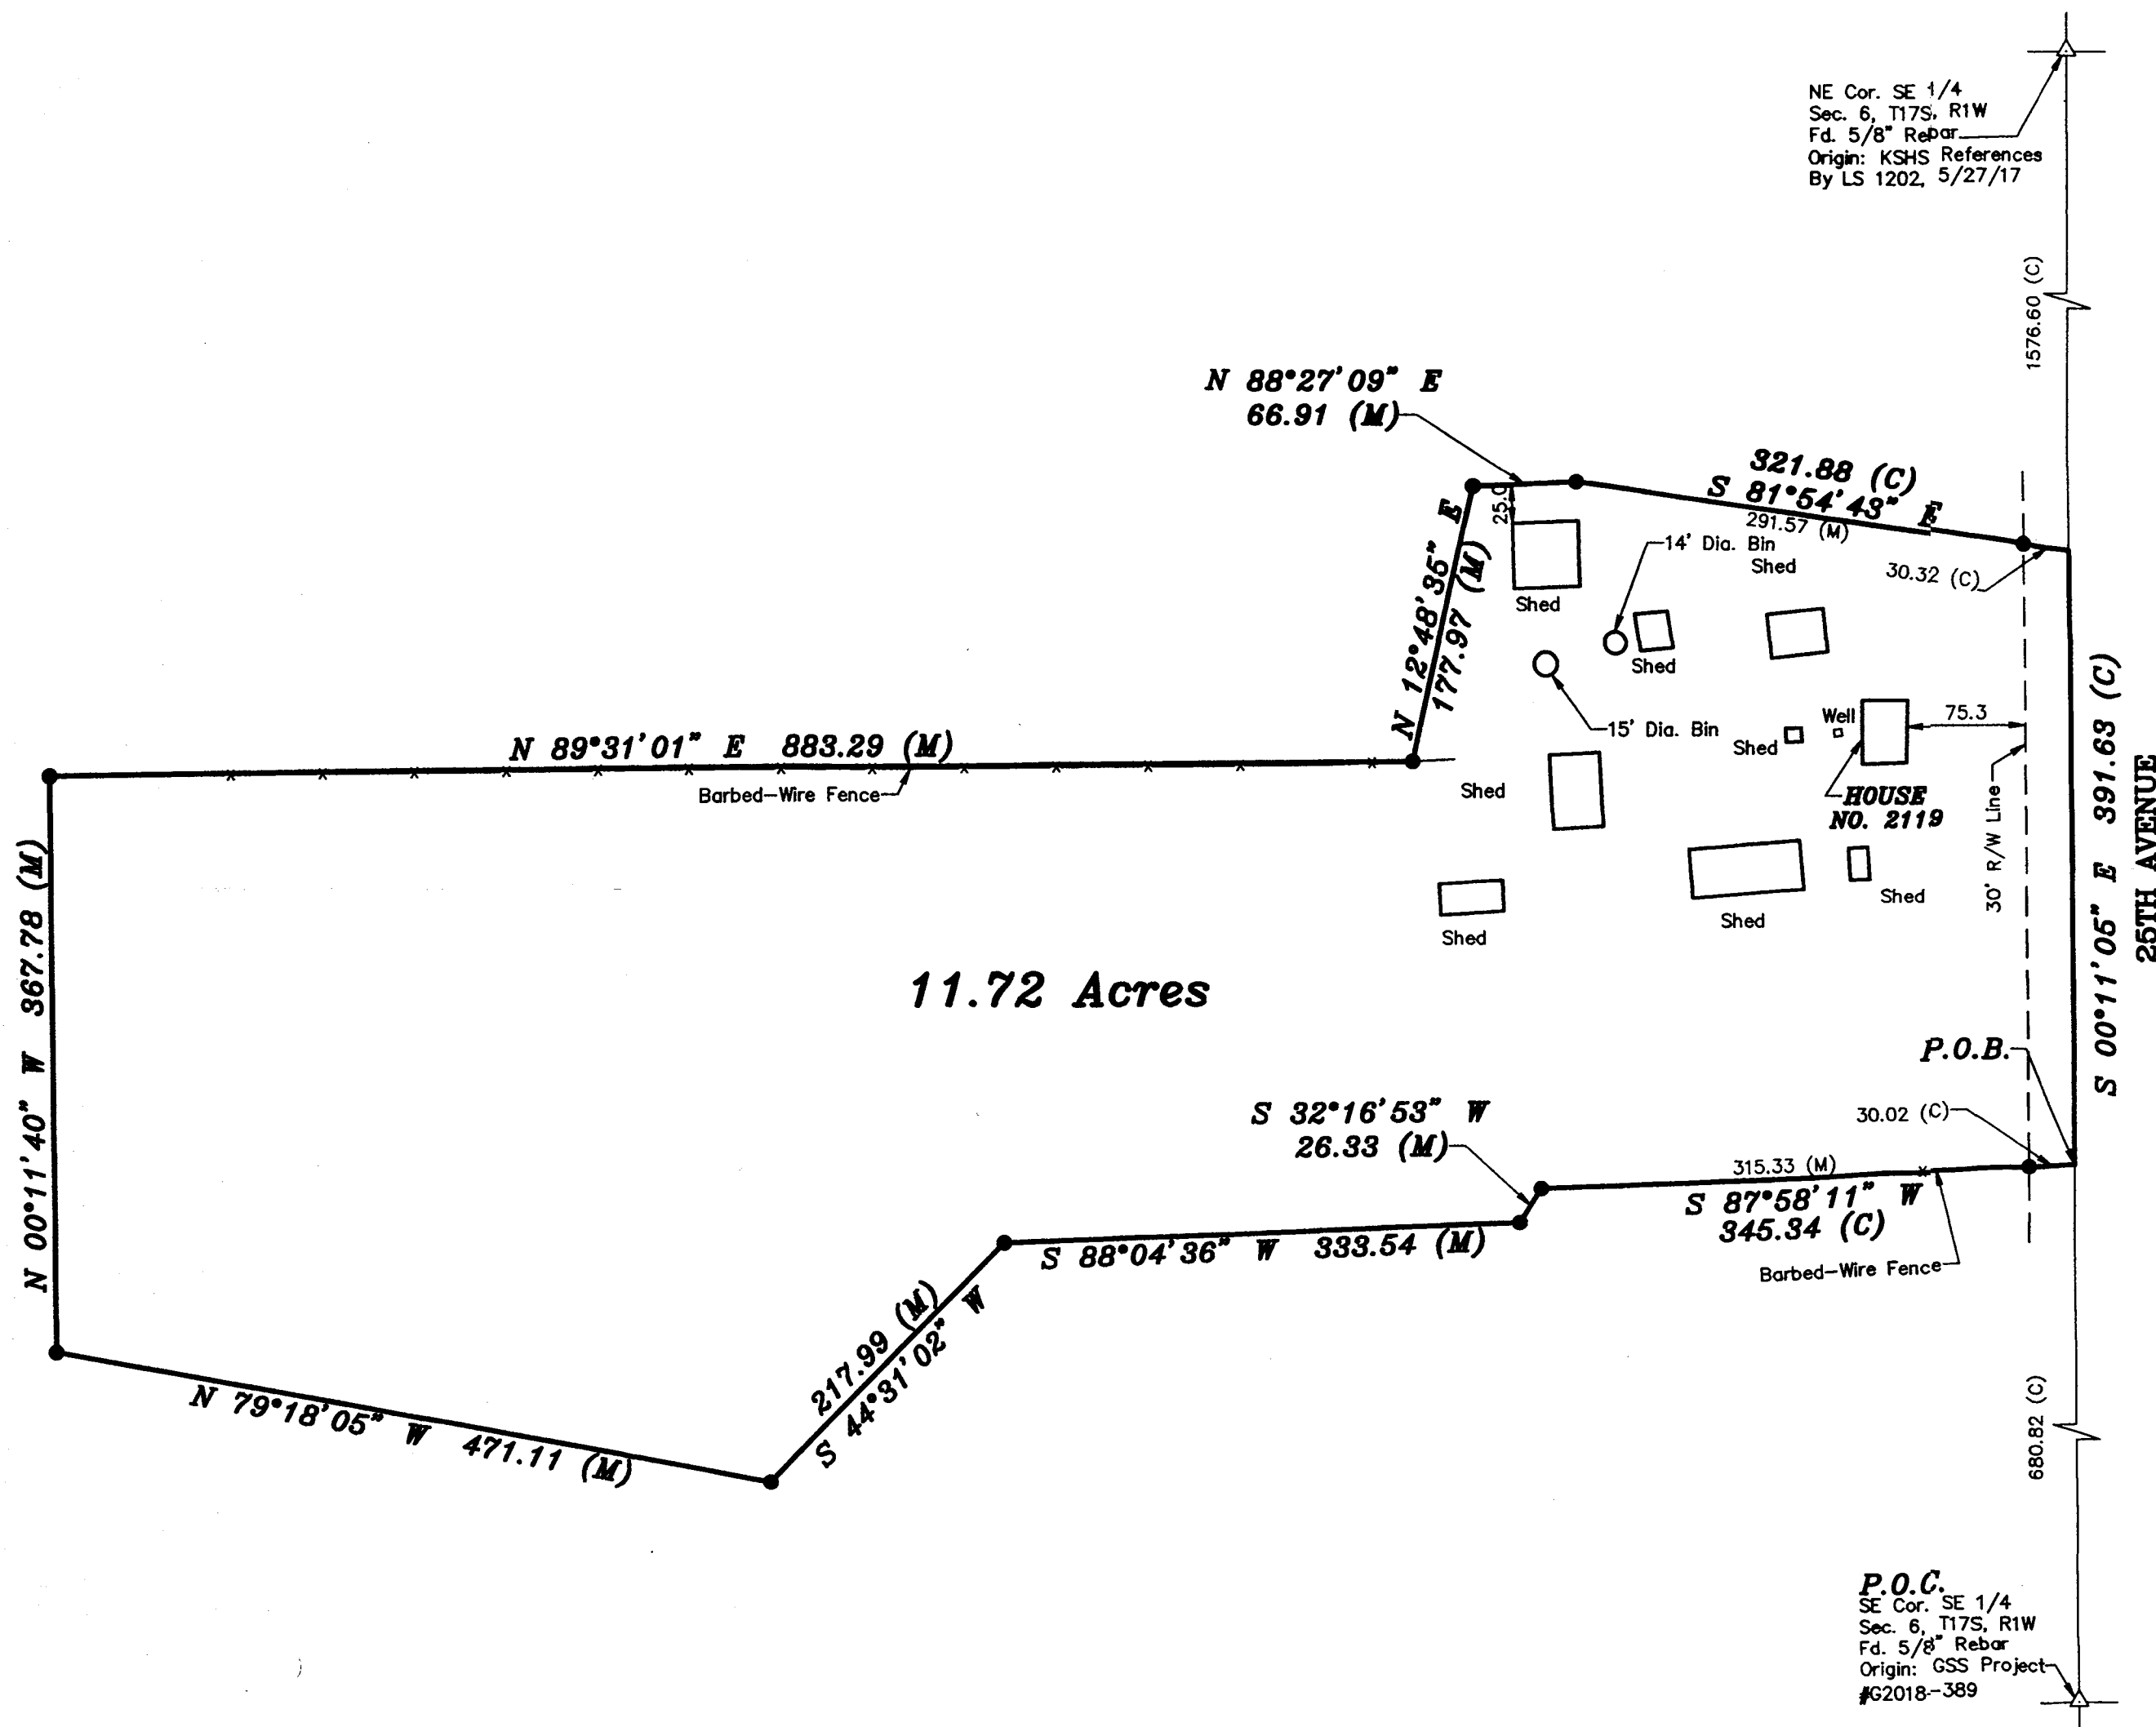 NE Cor. SE 1/4
Sec. 6, T17S, R1W
Fd. 5/8" Rebar
Origin: KSHS References
By LS 1202, 5/27/17
1576.60 (C)
N 88°27'09" E
66.91 (M)
321.88 (C)
S 81°54'43" E
291.57 (M)
30.32 (C)
25.0
14' Dia. Bin
Shed
Shed
N 12°48'35" E
177.97 (M)
Shed
15' Dia. Bin
Well
75.3
Shed
HOUSE
NO. 2119
30' R/W Line
S 00°11'05" E 391.63 (C)
25TH AVENUE
N 89°31'01" E 883.29 (M)
Barbed-Wire Fence
Shed
Shed
Shed
Shed
N 00°11'40" W 367.78 (M)
11.72 Acres
P.O.B.
30.02 (C)
S 32°16'53" W
26.33 (M)
315.33 (M)
S 87°58'11" W
345.34 (C)
Barbed-Wire Fence
S 88°04'36" W 333.54 (M)
217.99 (M)
S 44°31'02" W
N 79°18'05" W 471.11 (M)
680.82 (C)
P.O.C.
SE Cor. SE 1/4
Sec. 6, T17S, R1W
Fd. 5/8" Rebar
Origin: GSS Project
#G2018-389